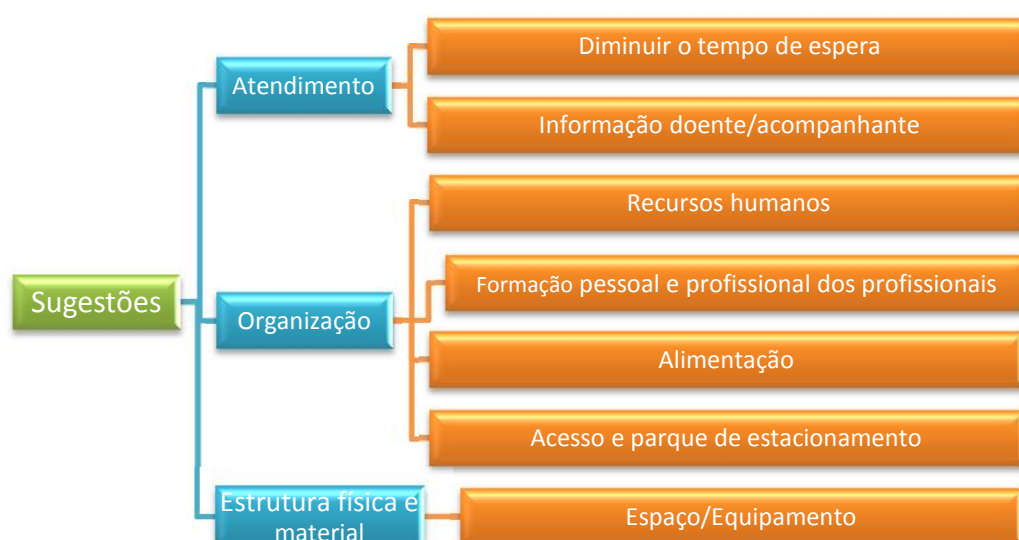 Sugestões
Atendimento
Diminuir o tempo de espera
Informação doente/acompanhante
Organização
Recursos humanos
Formação pessoal e profissional dos profissionais
Alimentação
Acesso e parque de estacionamento
Estrutura física e
material
Espaço/Equipamento